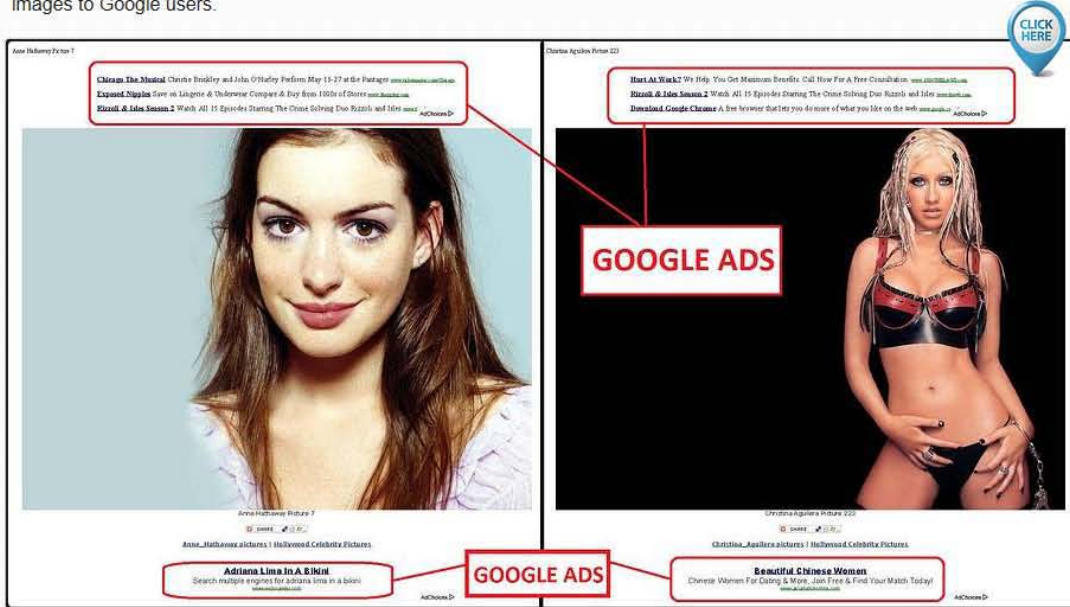 images to Google users.
CLICK
HERE
Anne Hathaway Picture 7
Chicago The Musical Christie Brinkley and John O'Hurley Perform May 15-27 at the Pantages
Exposed Nipples Save on Lingerie & Underwear Compare & Buy from 1000s of Stores
Rizzoli & Isles Season 2 Watch All 15 Episodes Starring The Crime Solving Duo Rizzoli and Isles
AdChoices
Christina Aguilera Picture 223
Hurt At Work? We Help You Get Maximum Benefits. Call Now For A Free Consultation
Rizzoli & Isles Season 2 Watch All 15 Episodes Starring The Crime Solving Duo Rizzoli and Isles
Download Google Chrome A free browser that lets you do more of what you like on the web
AdChoices
GOOGLE ADS
Anne Hathaway Picture 7
SHARE
Anne_Hathaway pictures | Hollywood Celebrity Pictures
Adriana Lima In A Bikini
Search multiple engines for adriana lima in a bikini
AdChoices
GOOGLE ADS
Christina Aguilera Picture 223
SHARE
Christina_Aguilera pictures | Hollywood Celebrity Pictures
Beautiful Chinese Women
Chinese Women For Dating & More, Join Free & Find Your Match Today!
AdChoices